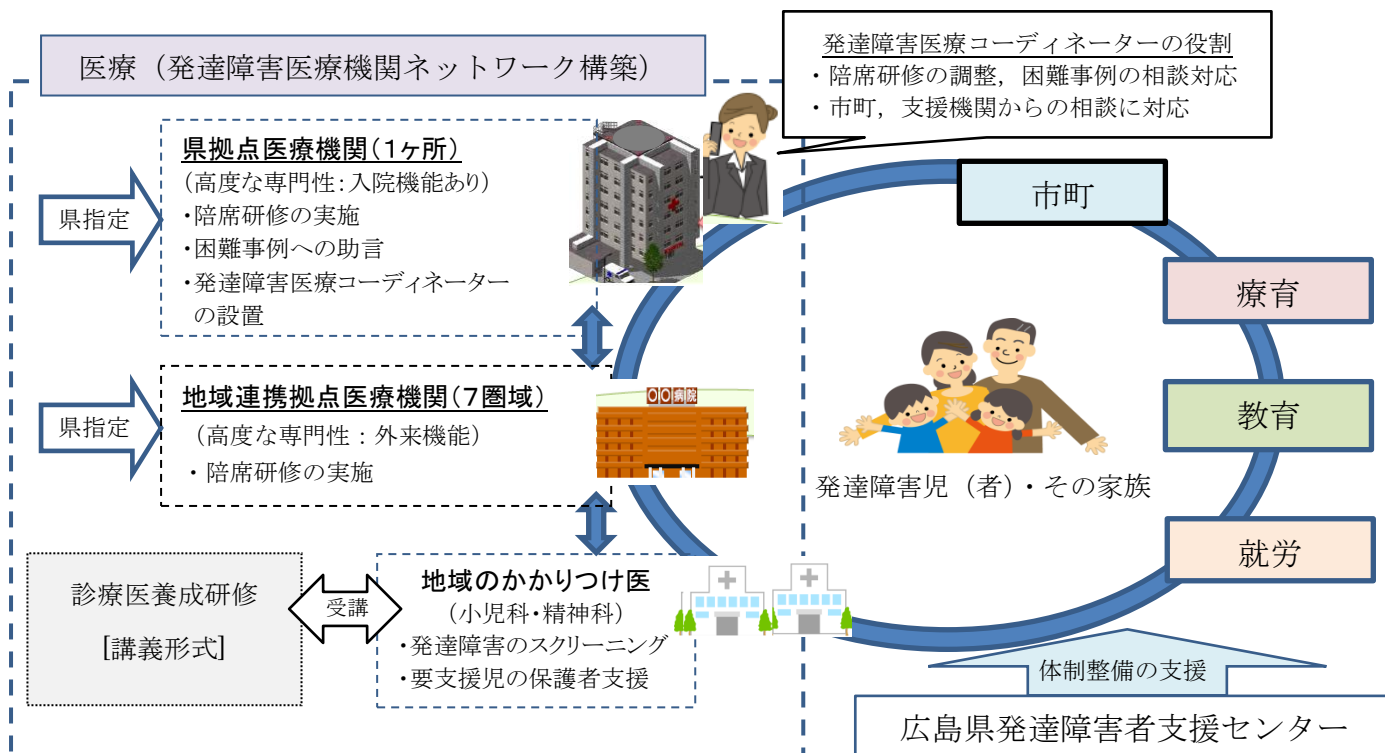 医療（発達障害医療機関ネットワーク構築）
発達障害医療コーディネーターの役割
・陪席研修の調整，困難事例の相談対応
・市町，支援機関からの相談に対応
県指定
県拠点医療機関(１ヶ所)
(高度な専門性：入院機能あり)
・陪席研修の実施
・困難事例への助言
・発達障害医療コーディネーター
の設置
県指定
地域連携拠点医療機関(７圏域)
（高度な専門性：外来機能）
・陪席研修の実施
〇〇病院
診療医養成研修
[講義形式]
受講
地域のかかりつけ医
（小児科・精神科）
・発達障害のスクリーニング
・要支援児の保護者支援
市町
療育
教育
就労
発達障害児（者）・その家族
体制整備の支援
広島県発達障害者支援センター